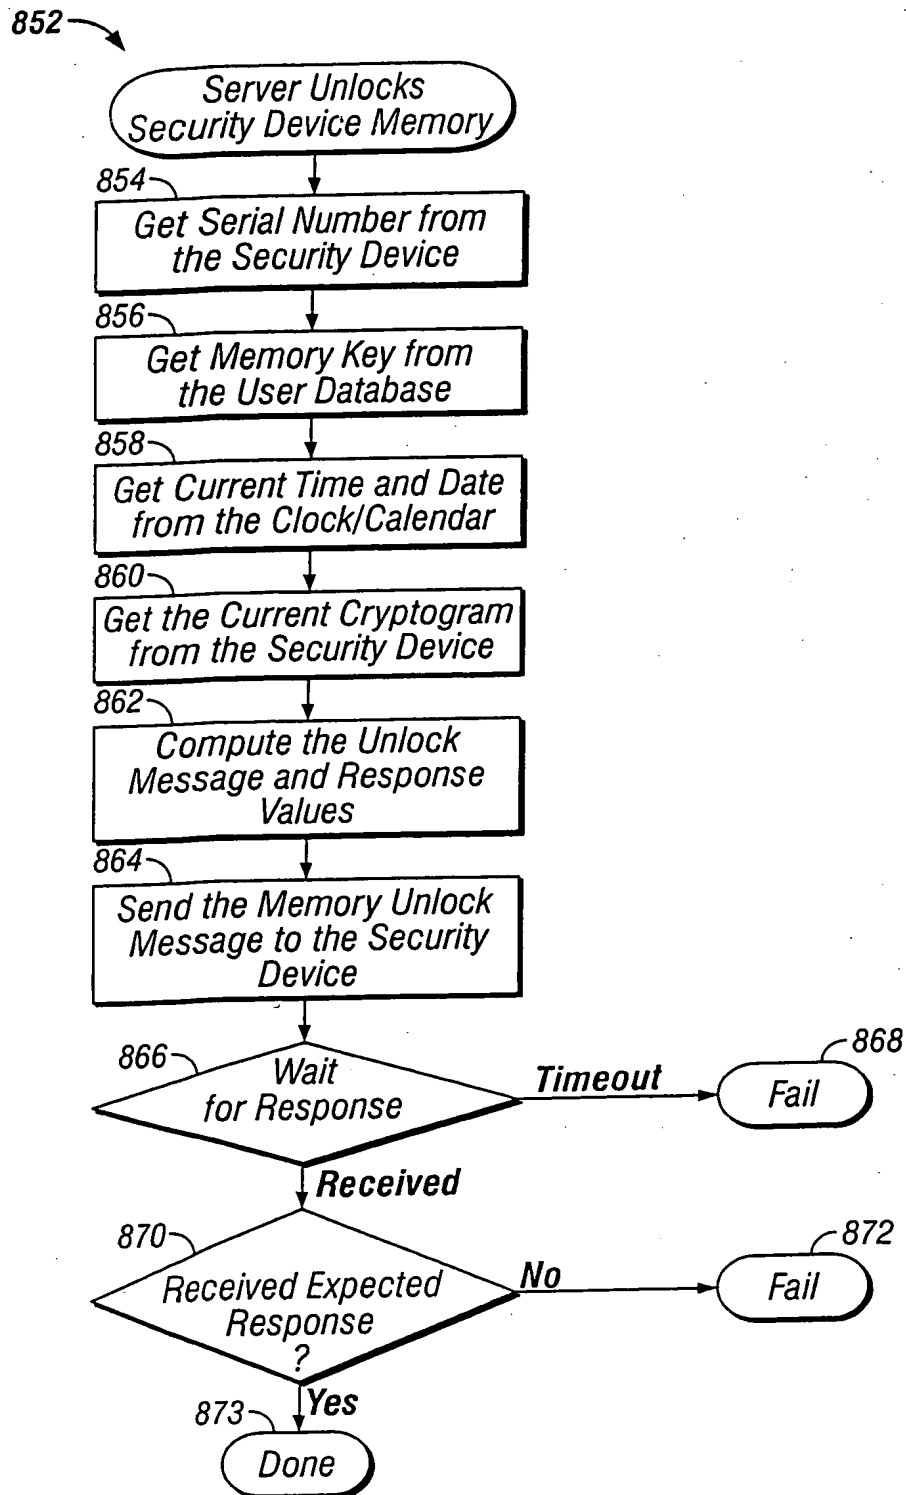 852
Server Unlocks
Security Device Memory
854
Get Serial Number from
the Security Device
856
Get Memory Key from
the User Database
858
Get Current Time and Date
from the Clock/Calendar
860
Get the Current Cryptogram
from the Security Device
862
Compute the Unlock
Message and Response
Values
864
Send the Memory Unlock
Message to the Security
Device
866
Wait
for Response
Timeout
868
Fail
Received
870
Received Expected
Response
?
No
872
Fail
Yes
873
Done